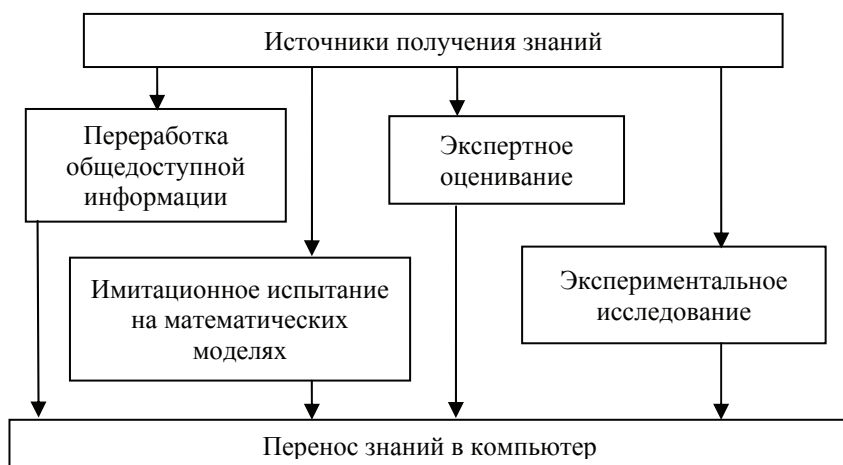 Источники получения знаний
Переработка
общедоступной
информации
Экспертное
оценивание
Имитационное испытание
на математических
моделях
Экспериментальное
исследование
Перенос знаний в компьютер